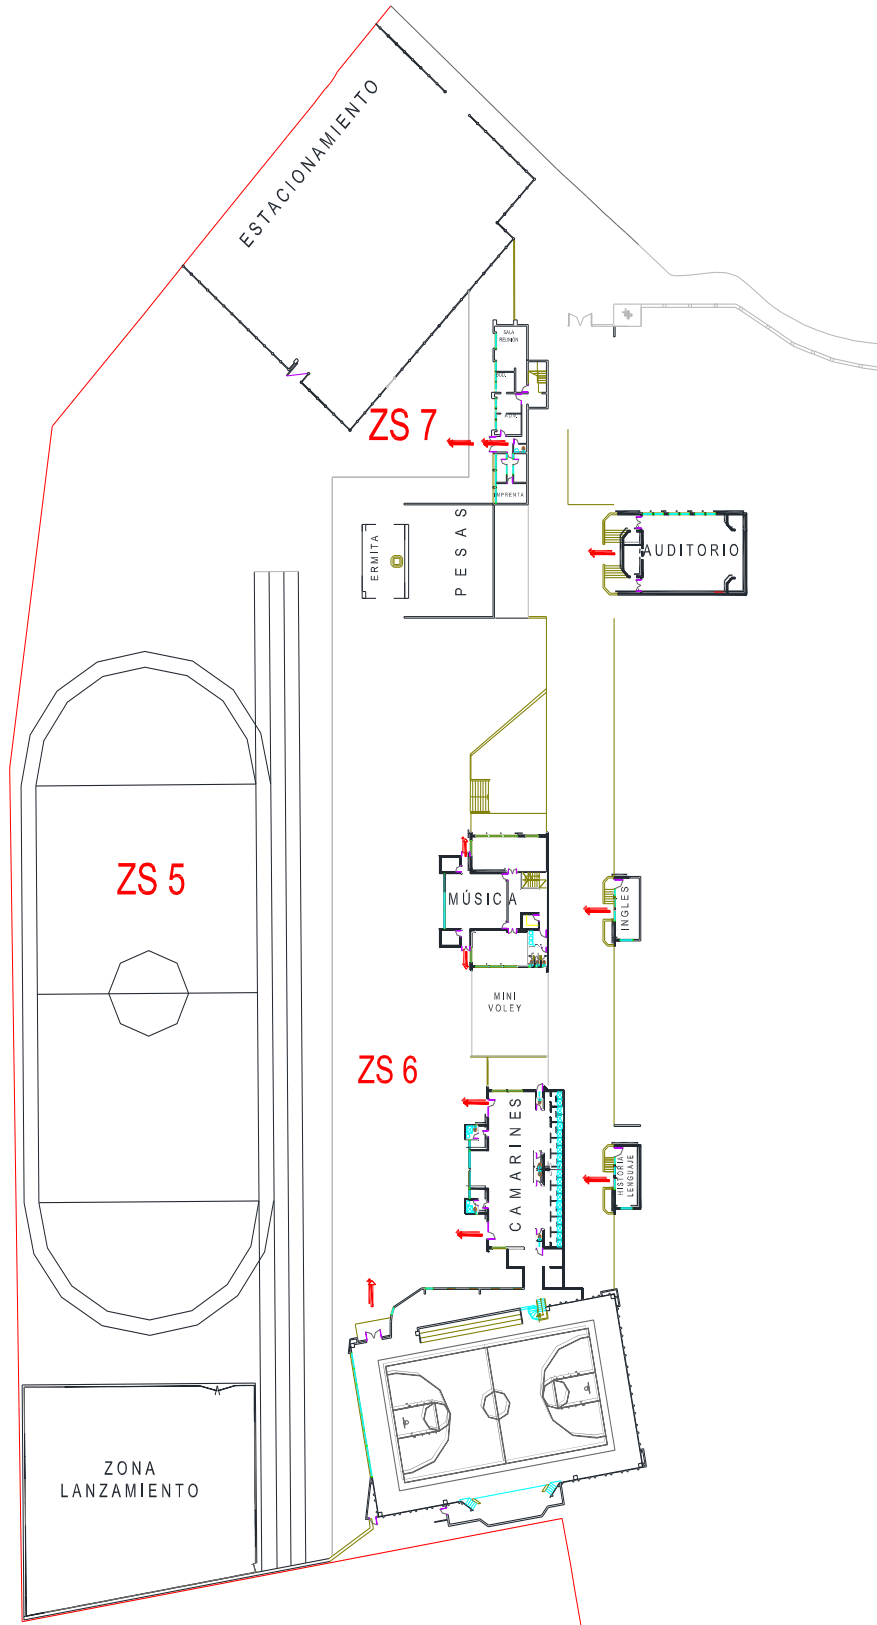 ESTACIONAMIENTO
SALA
REUNIÓN
ZS 7
IMPRENTA
PESAS
ERMITA
AUDITORIO
ZS 5
MÚSICA
INGLES
MINI
VOLEY
ZS 6
CAMARINES
HISTORIA
LENGUAJE
ZONA
LANZAMIENTO